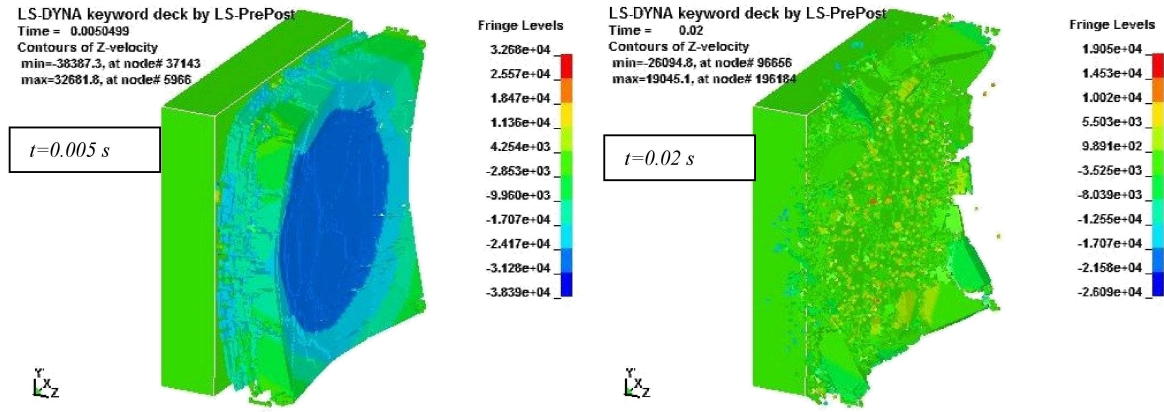 LS-DYNA keyword deck by LS-PrePost
Time = 0.0050499
Contours of Z-velocity
min=-38387.3, at node# 37143
max=32681.8, at node# 5966
t=0.005 s
Fringe Levels
3.268e+04
2.557e+04
1.847e+04
1.136e+04
4.254e+03
-2.853e+03
-9.960e+03
-1.707e+04
-2.417e+04
-3.128e+04
-3.839e+04
Y
X
Z
LS-DYNA keyword deck by LS-PrePost
Time = 0.02
Contours of Z-velocity
min=-26094.8, at node# 96656
max=19045.1, at node# 196184
t=0.02 s
Fringe Levels
1.905e+04
1.453e+04
1.002e+04
5.503e+03
9.891e+02
-3.525e+03
-8.039e+03
-1.255e+04
-1.707e+04
-2.158e+04
-2.609e+04
Y
X
Z